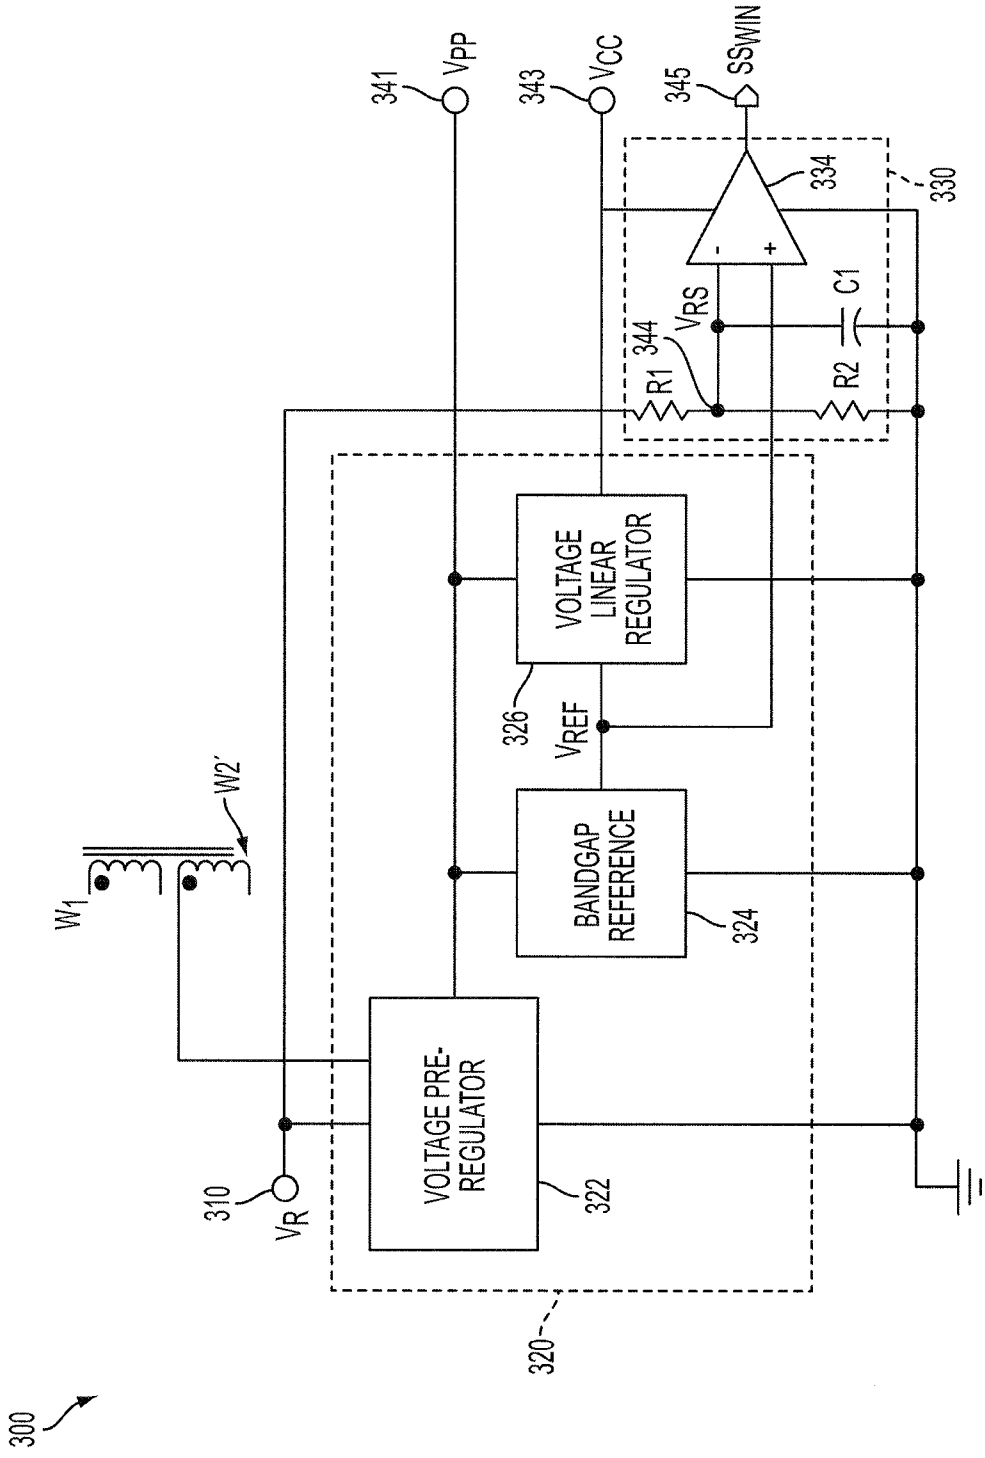 300
W1
W2′
310
VR
341
VPP
343
VCC
345
SSWIN
320
VOLTAGE PRE-
REGULATOR
322
BANDGAP
REFERENCE
324
VREF
326
VOLTAGE
LINEAR
REGULATOR
344
VRS
R1
R2
C1
-
+
334
330